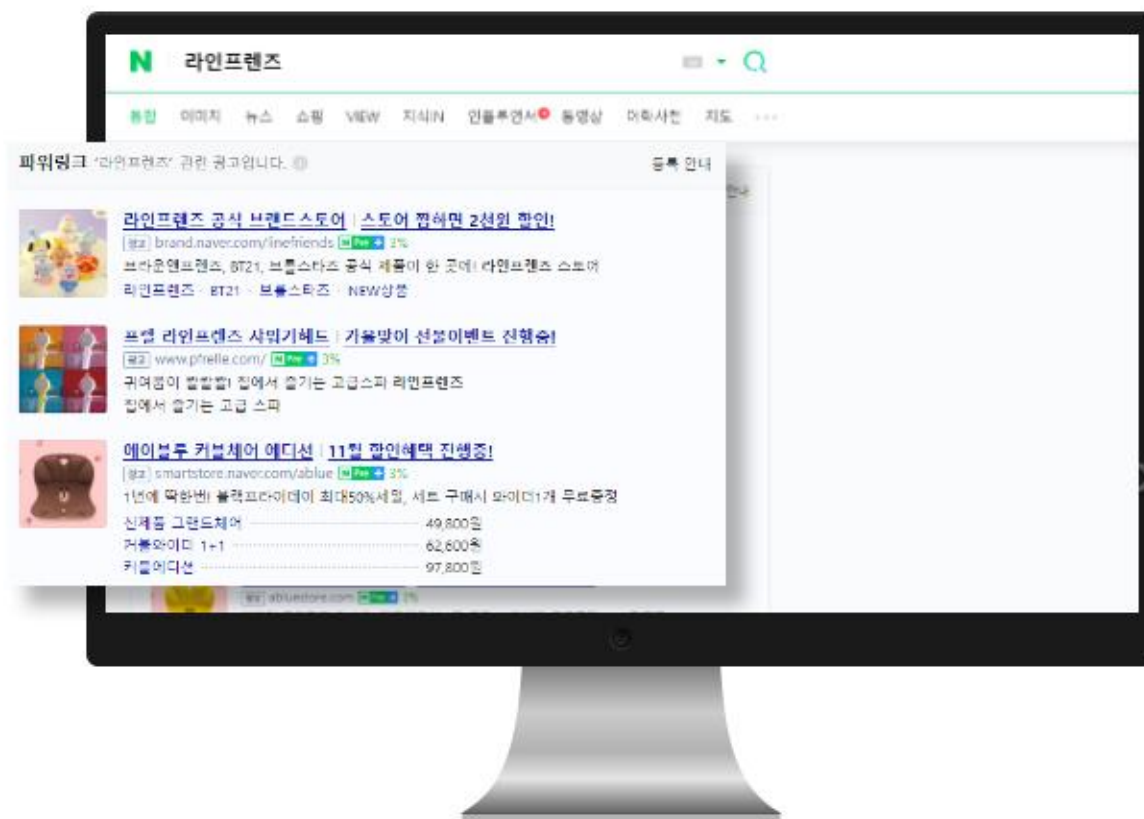 N 라인프렌즈
통합 이미지 뉴스 쇼핑 VIEW 지식iN 인플루언서 동영상 어학사전 지도 ···
파워링크 '라인프렌즈' 관련 광고입니다. 등록 안내
안내
라인프렌즈 공식 브랜드스토어 | 스토어 찜하면 2천원 할인!
광고 brand.naver.com/linefriends N Pay + 3%
브라운앤프렌즈, BT21, 브롤스타즈 공식 제품이 한 곳에! 라인프렌즈 스토어
라인프렌즈 · BT21 · 브롤스타즈 · NEW상품
프렐 라인프렌즈 샤워기헤드 | 가을맞이 선물이벤트 진행중!
광고 www.pfrelle.com/ N Pay + 3%
귀여움이 팡팡팡! 집에서 즐기는 고급스파 라인프렌즈
집에서 즐기는 고급 스파
에이블루 커블체어 에디션 | 11월 할인혜택 진행중!
광고 smartstore.naver.com/ablue N Pay + 3%
1년에 딱한번! 블랙프라이데이 최대50%세일, 세트 구매시 와이더1개 무료증정
신제품 그랜드체어 49,800원
커블와이더 1+1 62,600원
커블에디션 97,800원
광고 abluestore.com N Pay + 3%